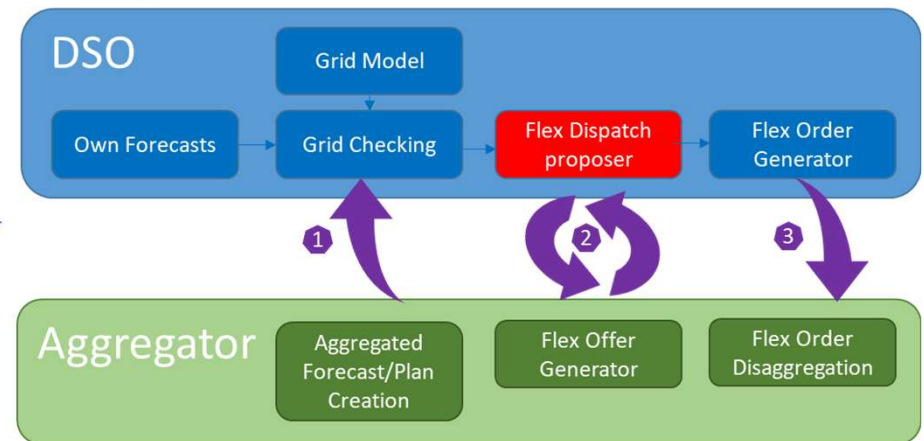 DSO
Grid Model
Own Forecasts
Grid Checking
Flex Dispatch
proposer
Flex Order
Generator
1
2
3
Aggregator
Aggregated
Forecast/Plan
Creation
Flex Offer
Generator
Flex Order
Disaggregation